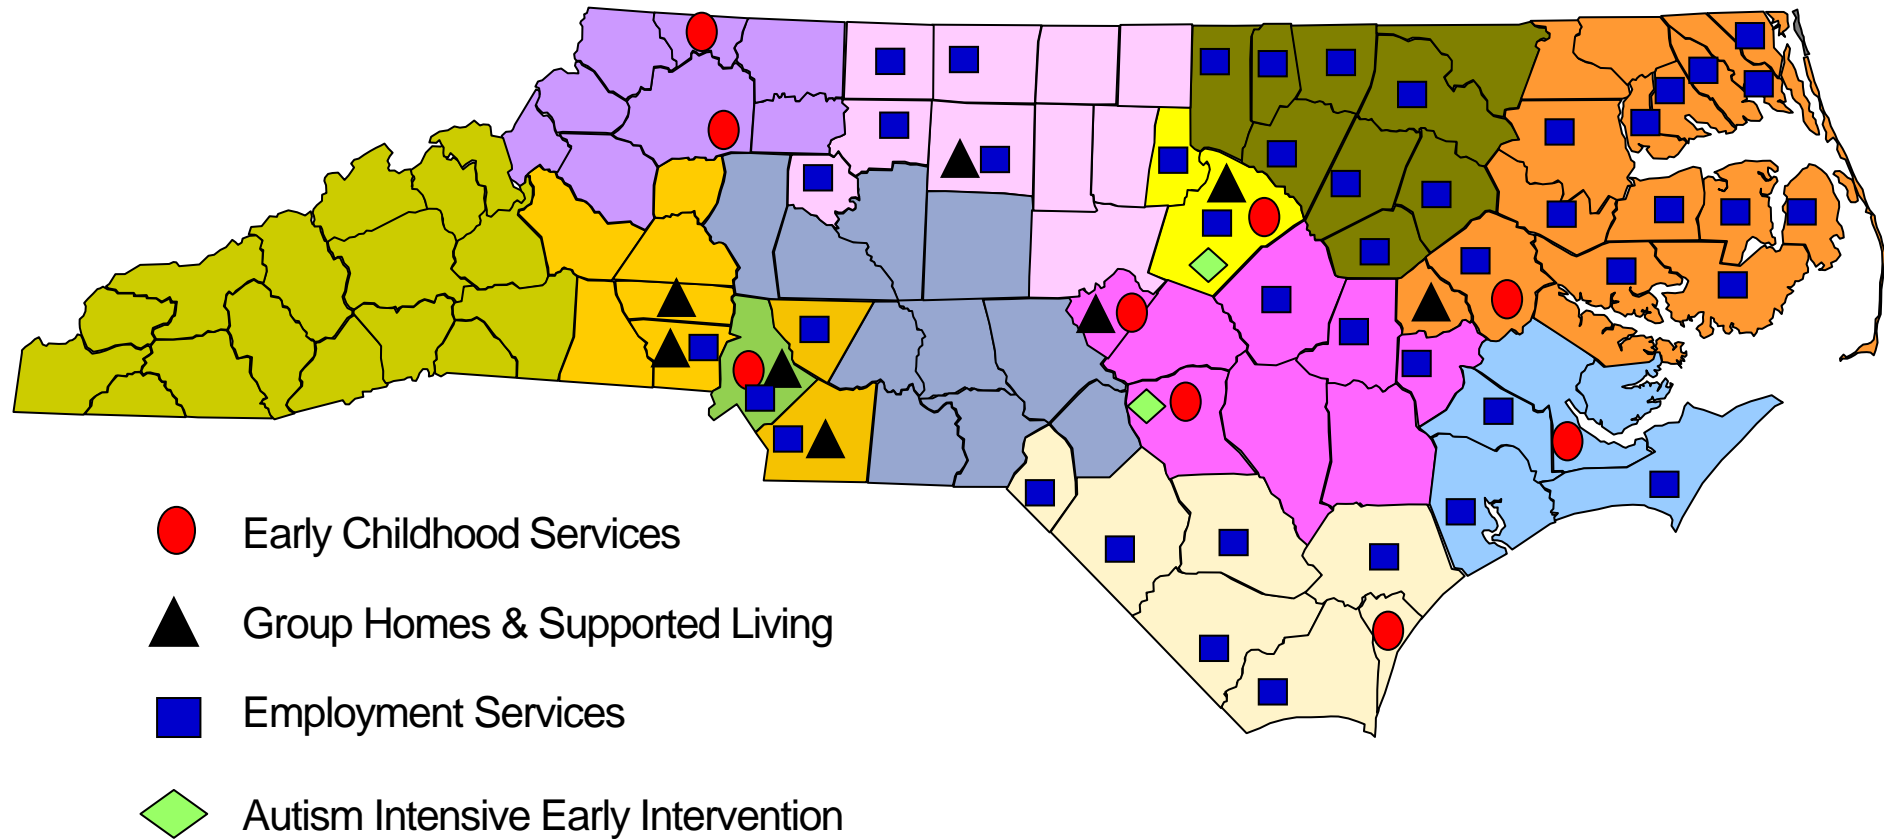 Early Childhood Services
Group Homes & Supported Living
Employment Services
Autism Intensive Early Intervention